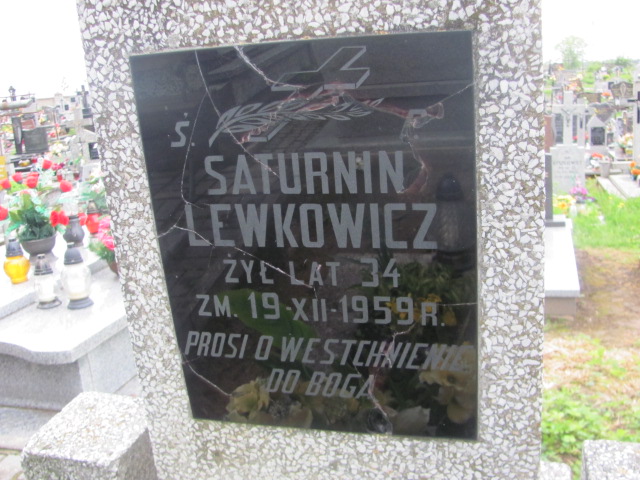 Ś. P.
SATURNIN
LEWKOWICZ
ŻYŁ LAT 34
ZM. 19-XII-1959 R.
PROSI O WESTCHNIENIE
DO BOGA